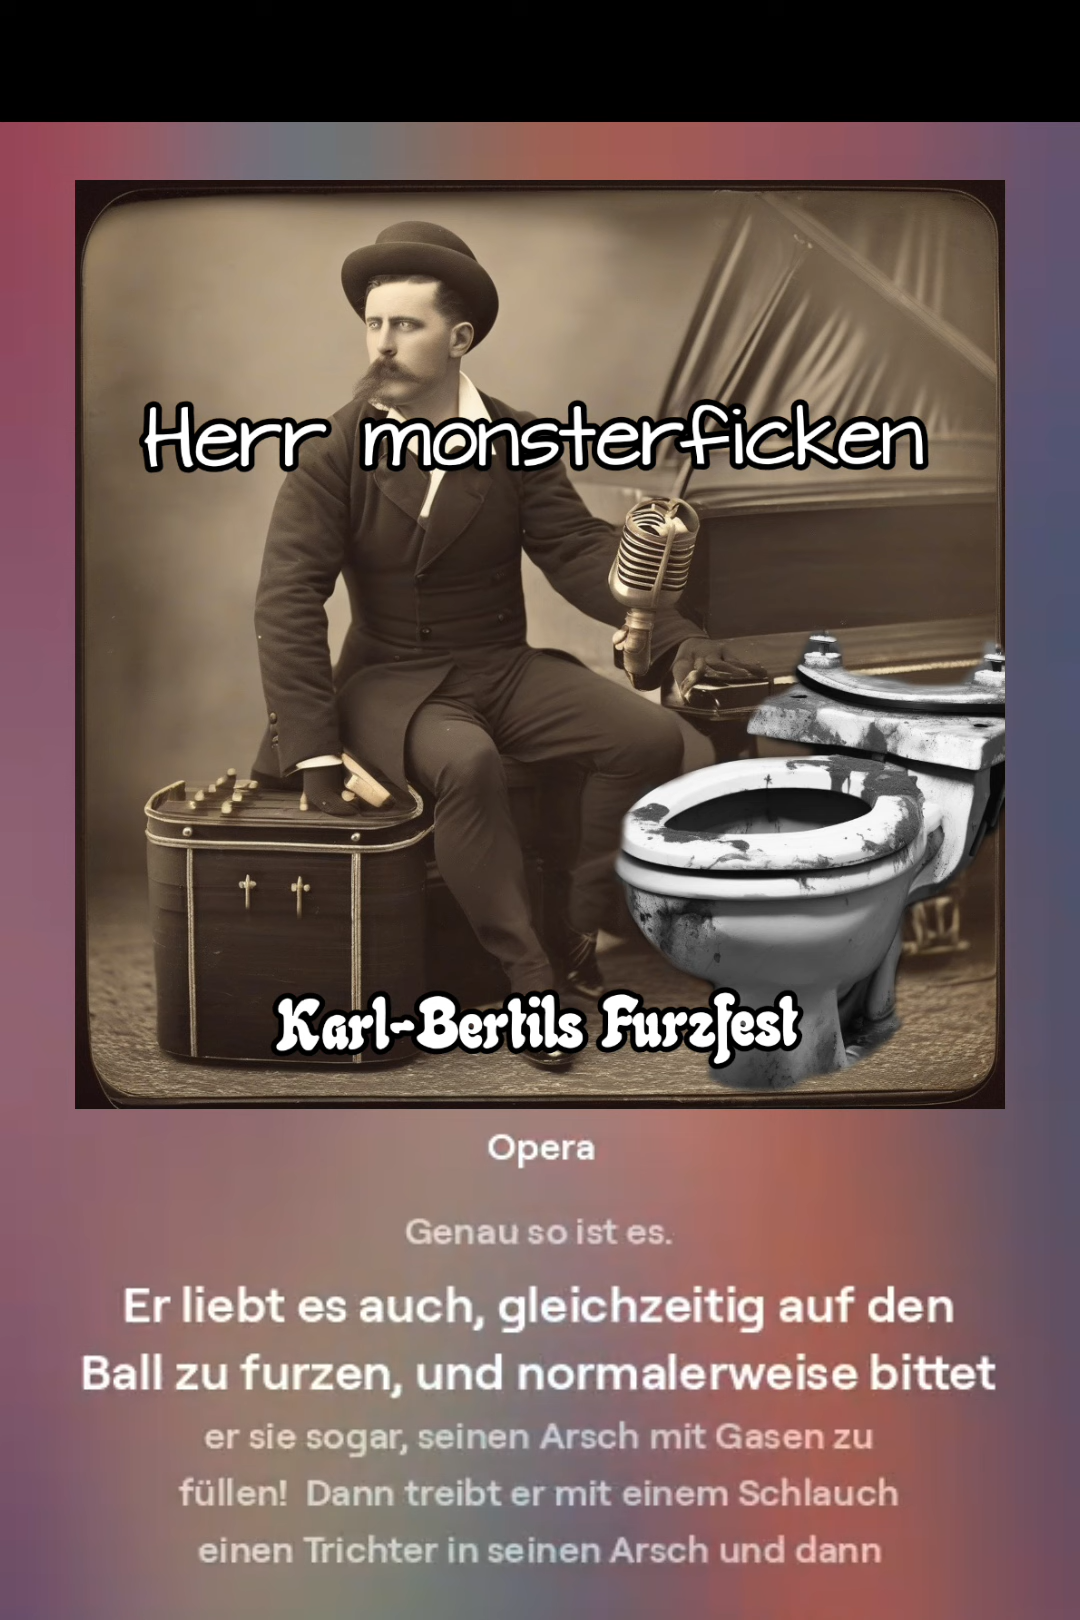 Herr monsterficken
Karl-Bertils Furzfest
Opera
Genau so ist es.
Er liebt es auch, gleichzeitig auf den
Ball zu furzen, und normalerweise bittet
er sie sogar, seinen Arsch mit Gasen zu
füllen! Dann treibt er mit einem Schlauch
einen Trichter in seinen Arsch und dann